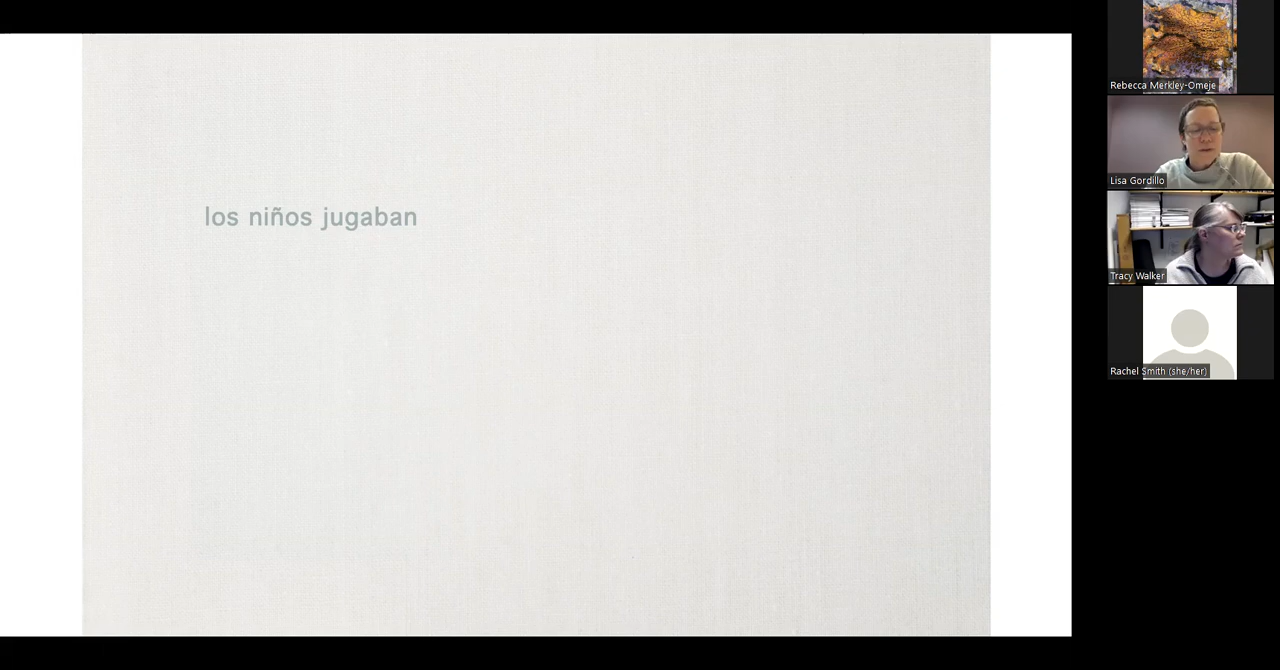 los niños jugaban
Rebecca Merkley-Omeje
Lisa Gordillo
Tracy Walker
Rachel Smith (she/her)